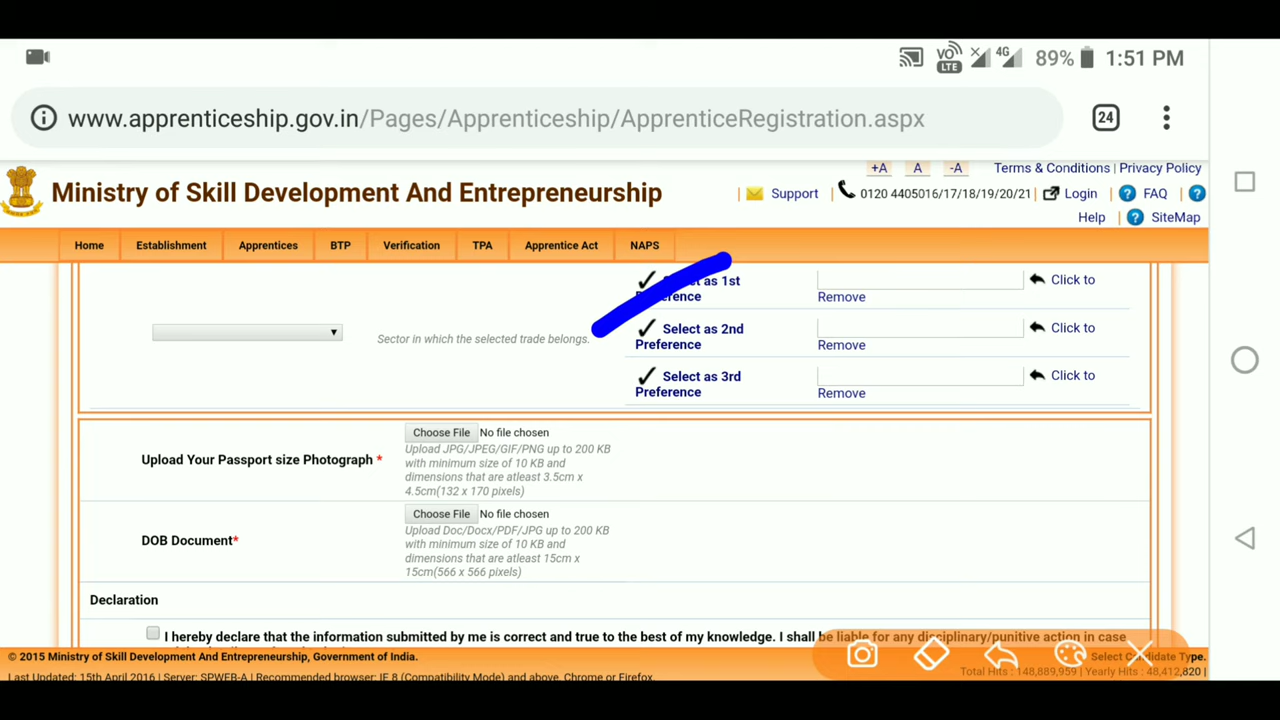 VO LTE 4G 89% 1:51 PM
www.apprenticeship.gov.in/Pages/Apprenticeship/ApprenticeRegistration.aspx 24
+A A -A Terms & Conditions | Privacy Policy
Ministry of Skill Development And Entrepreneurship | Support | 0120 4405016/17/18/19/20/21 | Login | FAQ |
Help | SiteMap
Home Establishment Apprentices BTP Verification TPA Apprentice Act NAPS
as 1st Click to
Remove
Sector in which the selected trade belongs.
Select as 2nd Click to
Preference Remove
Select as 3rd Click to
Preference Remove
Upload Your Passport size Photograph *
Choose File No file chosen
Upload JPG/JPEG/GIF/PNG up to 200 KB
with minimum size of 10 KB and
dimensions that are atleast 3.5cm x
4.5cm(132 x 170 pixels)
DOB Document*
Choose File No file chosen
Upload Doc/Docx/PDF/JPG up to 200 KB
with minimum size of 10 KB and
dimensions that are atleast 15cm x
15cm(566 x 566 pixels)
Declaration
I hereby declare that the information submitted by me is correct and true to the best of my knowledge. I shall be liable for any disciplinary/punitive action in case
© 2015 Ministry of Skill Development And Entrepreneurship, Government of India. Select Candidate Type.
Last Updated: 15th April 2016 | Server: SPWFB-A | Recommended browser: IE 8 (Compatibility Mode) and above, Chrome or Firefox. Total Hits : 148,889,959 | Yearly Hits : 48,412,820 |